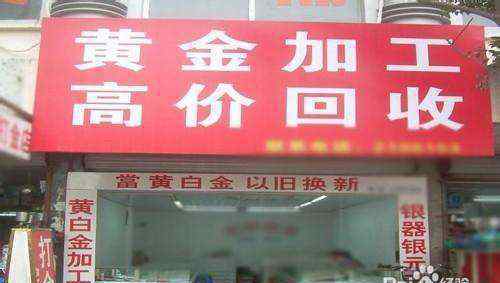 黄金加工
高价回收
當黄白金 以旧换新
黄白金加工
银器银元